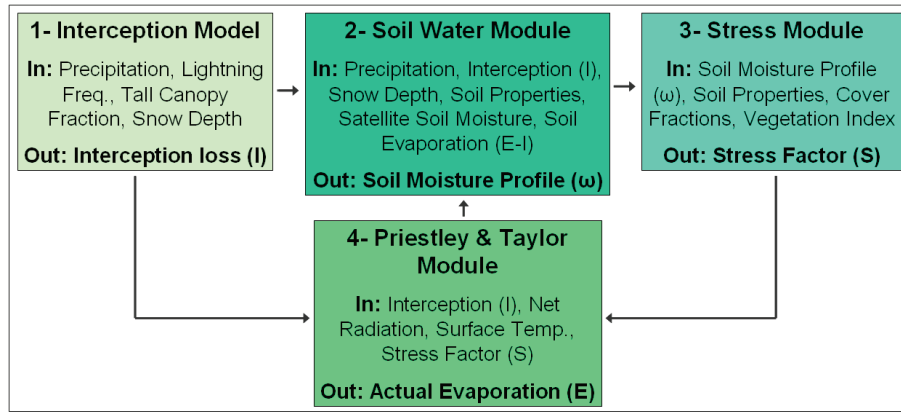 1- Interception Model
In: Precipitation, Lightning
Freq., Tall Canopy
Fraction, Snow Depth
Out: Interception loss (I)
2- Soil Water Module
In: Precipitation, Interception (I),
Snow Depth, Soil Properties,
Satellite Soil Moisture, Soil
Evaporation (E-I)
Out: Soil Moisture Profile (ω)
3- Stress Module
In: Soil Moisture Profile
(ω), Soil Properties, Cover
Fractions, Vegetation Index
Out: Stress Factor (S)
4- Priestley & Taylor
Module
In: Interception (I), Net
Radiation, Surface Temp.,
Stress Factor (S)
Out: Actual Evaporation (E)